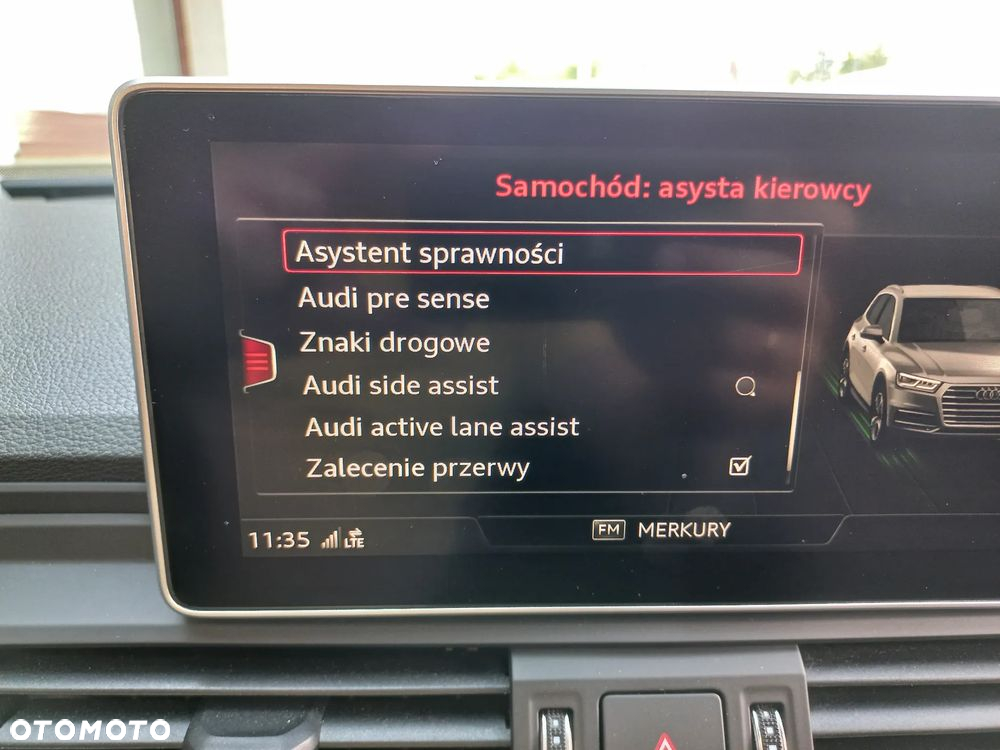 Samochód: asysta kierowcy
Asystent sprawności
Audi pre sense
Znaki drogowe
Audi side assist
Audi active lane assist
Zalecenie przerwy
11:35 LTE
FM MERKURY
OTOMOTO